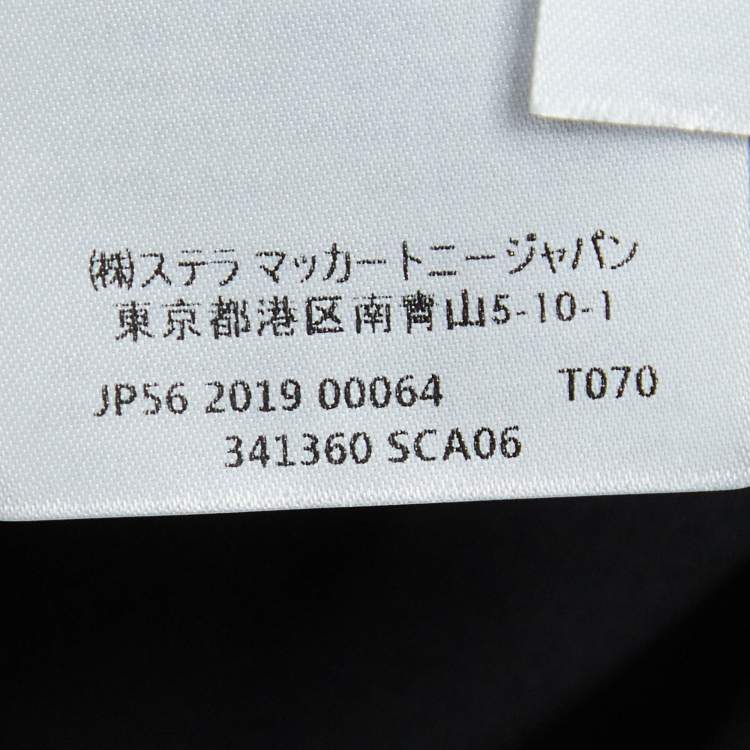 ㈱ステラ マッカートニージャパン
東京都港区南青山5-10-1
JP56 2019 00064 T070
341360 SCA06